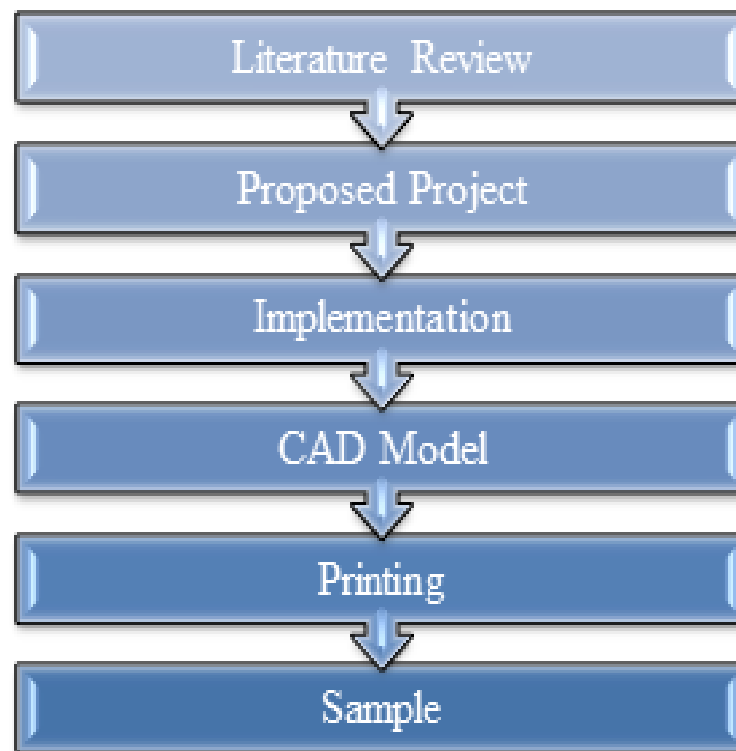 Literature Review
Proposed Project
Implementation
CAD Model
Printing
Sample